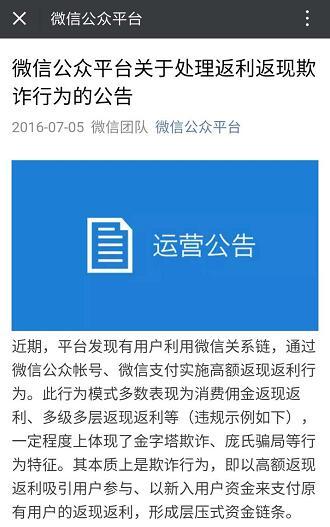 微信公众平台
微信公众平台关于处理返利返现欺
诈行为的公告
2016-07-05 微信团队 微信公众平台
运营公告
近期，平台发现有用户利用微信关系链，通过
微信公众帐号、微信支付实施高额返现返利行
为。此行为模式多数表现为消费佣金返现返
利、多级多层返现返利等（违规示例如下），
一定程度上体现了金字塔欺诈、庞氏骗局等行
为特征。其本质上是欺诈行为，即以高额返现
返利吸引用户参与、以新入用户资金来支付原
有用户的返现返利，形成层压式资金链条。